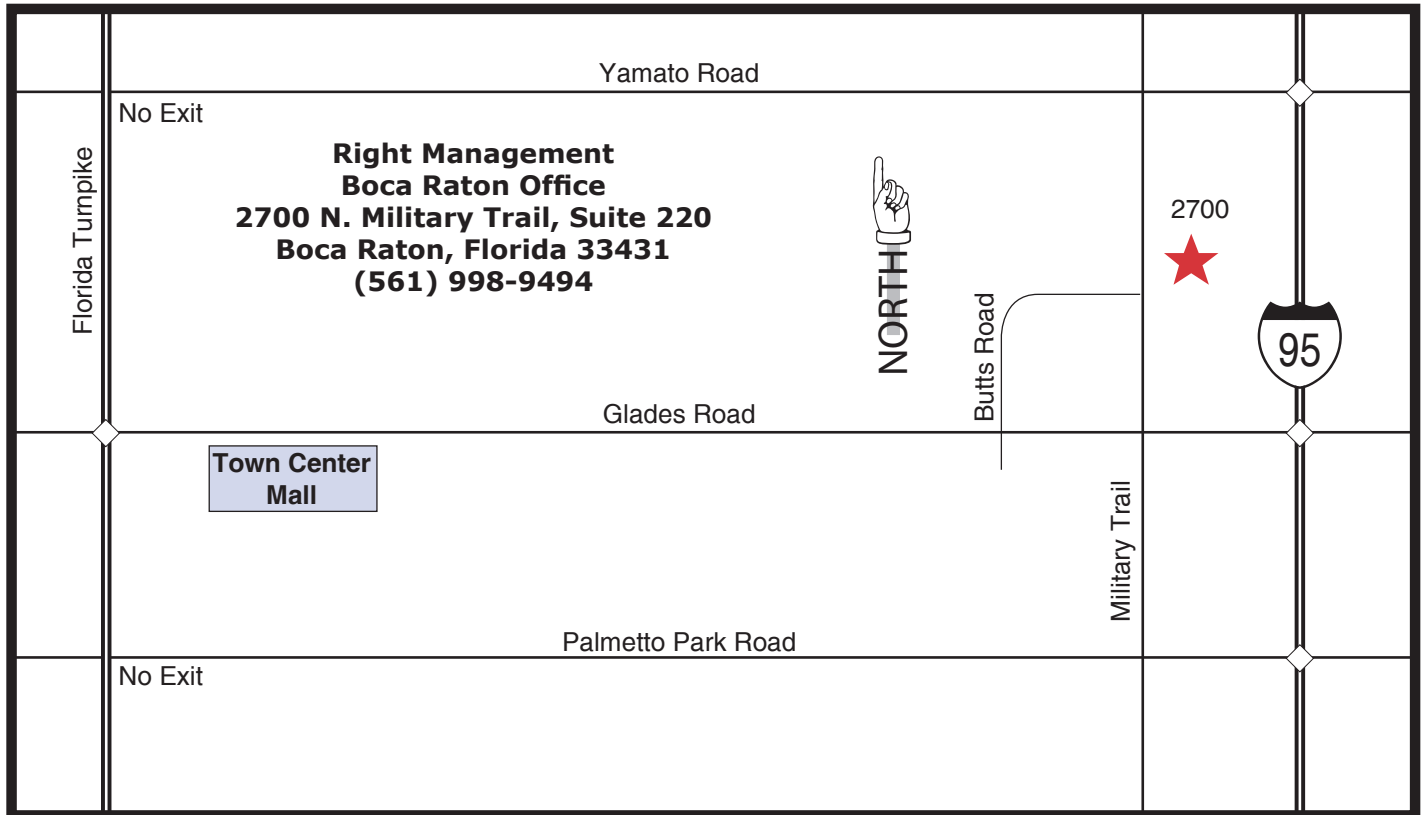 Yamato Road
No Exit
Florida Turnpike
Right Management
Boca Raton Office
2700 N. Military Trail, Suite 220
Boca Raton, Florida 33431
(561) 998-9494
NORTH
2700
Butts Road
95
Glades Road
Town Center
Mall
Military Trail
Palmetto Park Road
No Exit